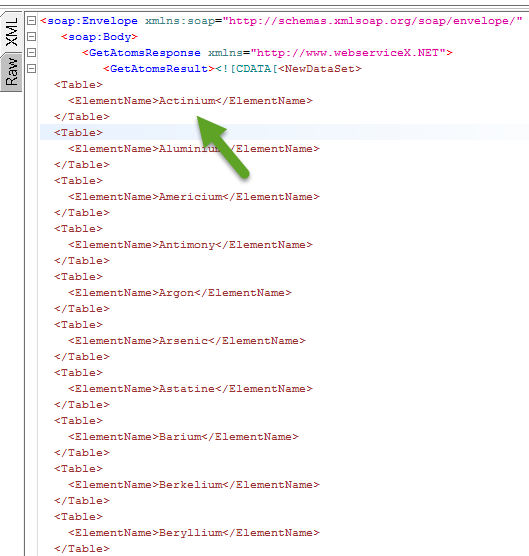 XML
Raw
<soap:Envelope xmlns:soap="http://schemas.xmlsoap.org/soap/envelope/"
<soap:Body>
<GetAtomsResponse xmlns="http://www.webserviceX.NET">
<GetAtomsResult><![CDATA[<NewDataSet>
<Table>
<ElementName>Actinium</ElementName>
</Table>
<Table>
<ElementName>Aluminium</ElementName>
</Table>
<Table>
<ElementName>Americium</ElementName>
</Table>
<Table>
<ElementName>Antimony</ElementName>
</Table>
<Table>
<ElementName>Argon</ElementName>
</Table>
<Table>
<ElementName>Arsenic</ElementName>
</Table>
<Table>
<ElementName>Astatine</ElementName>
</Table>
<Table>
<ElementName>Barium</ElementName>
</Table>
<Table>
<ElementName>Berkelium</ElementName>
</Table>
<Table>
<ElementName>Beryllium</ElementName>
</Table>